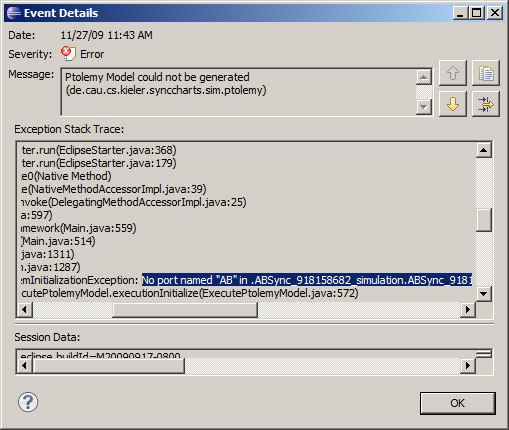 Event Details
Date: 11/27/09 11:43 AM
Severity: Error
Message: Ptolemy Model could not be generated
(de.cau.cs.kieler.synccharts.sim.ptolemy)
Exception Stack Trace:
ter.run(EclipseStarter.java:368)
ter.run(EclipseStarter.java:179)
e0(Native Method)
e(NativeMethodAccessorImpl.java:39)
nvoke(DelegatingMethodAccessorImpl.java:25)
a:597)
mework(Main.java:559)
(Main.java:514)
.java:1311)
n.java:1287)
emInitializationException: No port named "AB" in .ABSync_918158682_simulation.ABSync_9181
cutePtolemyModel.executionInitialize(ExecutePtolemyModel.java:572)
Session Data:
eclipse.buildId=M20090917-0800
?
OK